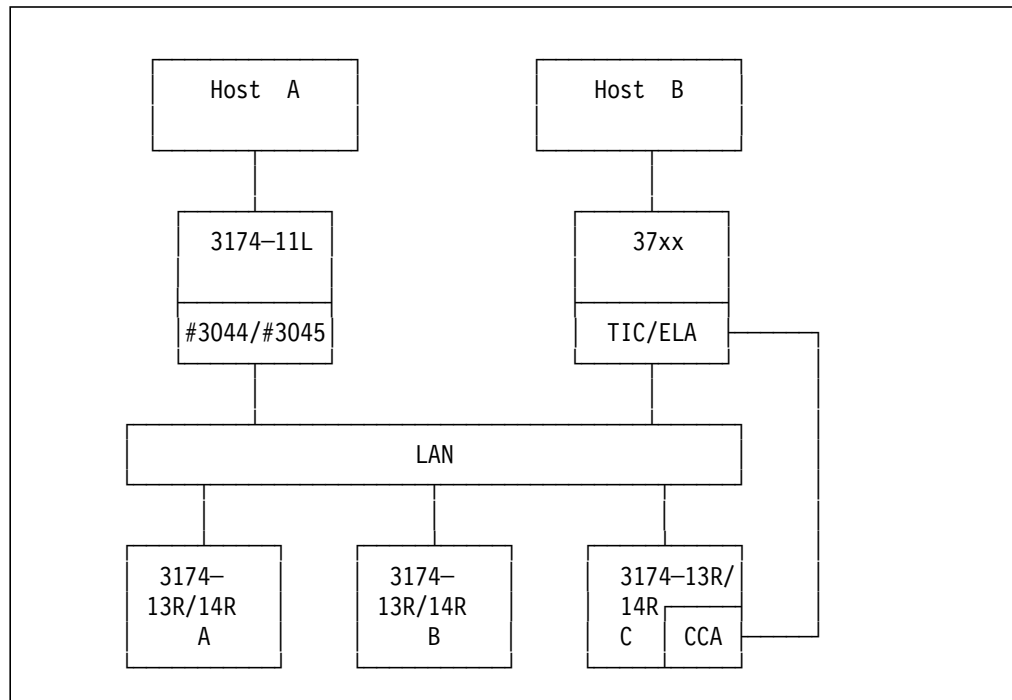 Host A
Host B
3174–11L
37xx
#3044/#3045
TIC/ELA
LAN
3174–
13R/14R
A
3174–
13R/14R
B
3174–13R/
14R
C
CCA